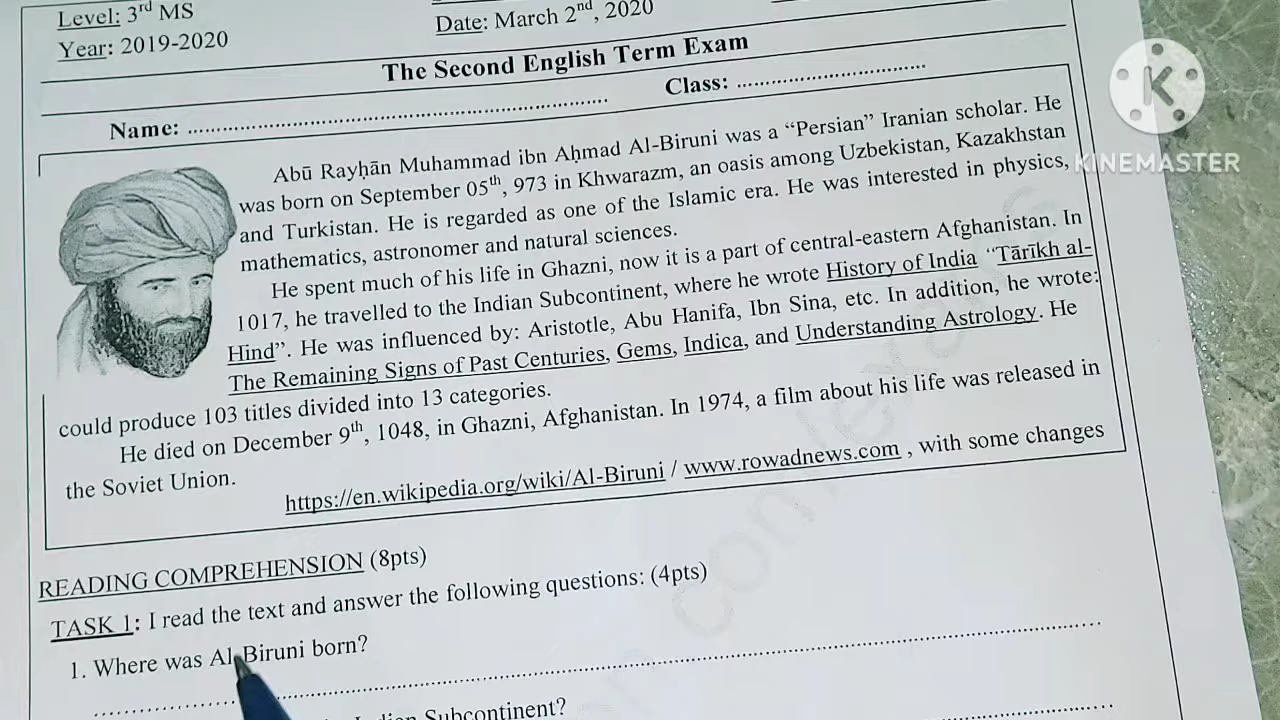 Level: 3rd MS
Year: 2019-2020
Date: March 2nd, 2020
The Second English Term Exam
Name: ............................................................ Class: ...............................
Abū Rayḥān Muhammad ibn Aḥmad Al-Biruni was a “Persian” Iranian scholar. He
was born on September 05th, 973 in Khwarazm, an oasis among Uzbekistan, Kazakhstan
and Turkistan. He is regarded as one of the Islamic era. He was interested in physics,
mathematics, astronomer and natural sciences.
He spent much of his life in Ghazni, now it is a part of central-eastern Afghanistan. In
1017, he travelled to the Indian Subcontinent, where he wrote History of India “Tārīkh al-
Hind”. He was influenced by: Aristotle, Abu Hanifa, Ibn Sina, etc. In addition, he wrote:
The Remaining Signs of Past Centuries, Gems, Indica, and Understanding Astrology. He
could produce 103 titles divided into 13 categories.
He died on December 9th, 1048, in Ghazni, Afghanistan. In 1974, a film about his life was released in
the Soviet Union.
https://en.wikipedia.org/wiki/Al-Biruni / www.rowadnews.com , with some changes
READING COMPREHENSION (8pts)
TASK 1: I read the text and answer the following questions: (4pts)
1. Where was Al-Biruni born?
Indian Subcontinent?
K
KINEMASTER